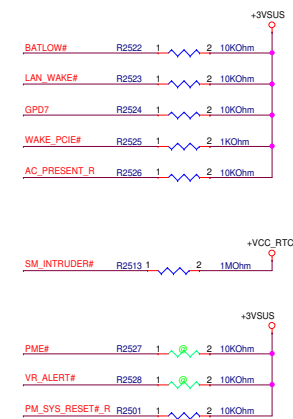 +3VSUS
BATLOW# R2522 1 2 10KOhm
LAN_WAKE# R2523 1 2 10KOhm
GPD7 R2524 1 2 10KOhm
WAKE_PCIE# R2525 1 2 1KOhm
AC_PRESENT_R R2526 1 2 10KOhm
+VCC_RTC
SM_INTRUDER# R2513 1 2 1MOhm
+3VSUS
PME# R2527 1 @ 2 10KOhm
VR_ALERT# R2528 1 @ 2 10KOhm
PM_SYS_RESET#_R R2501 1 2 10KOhm